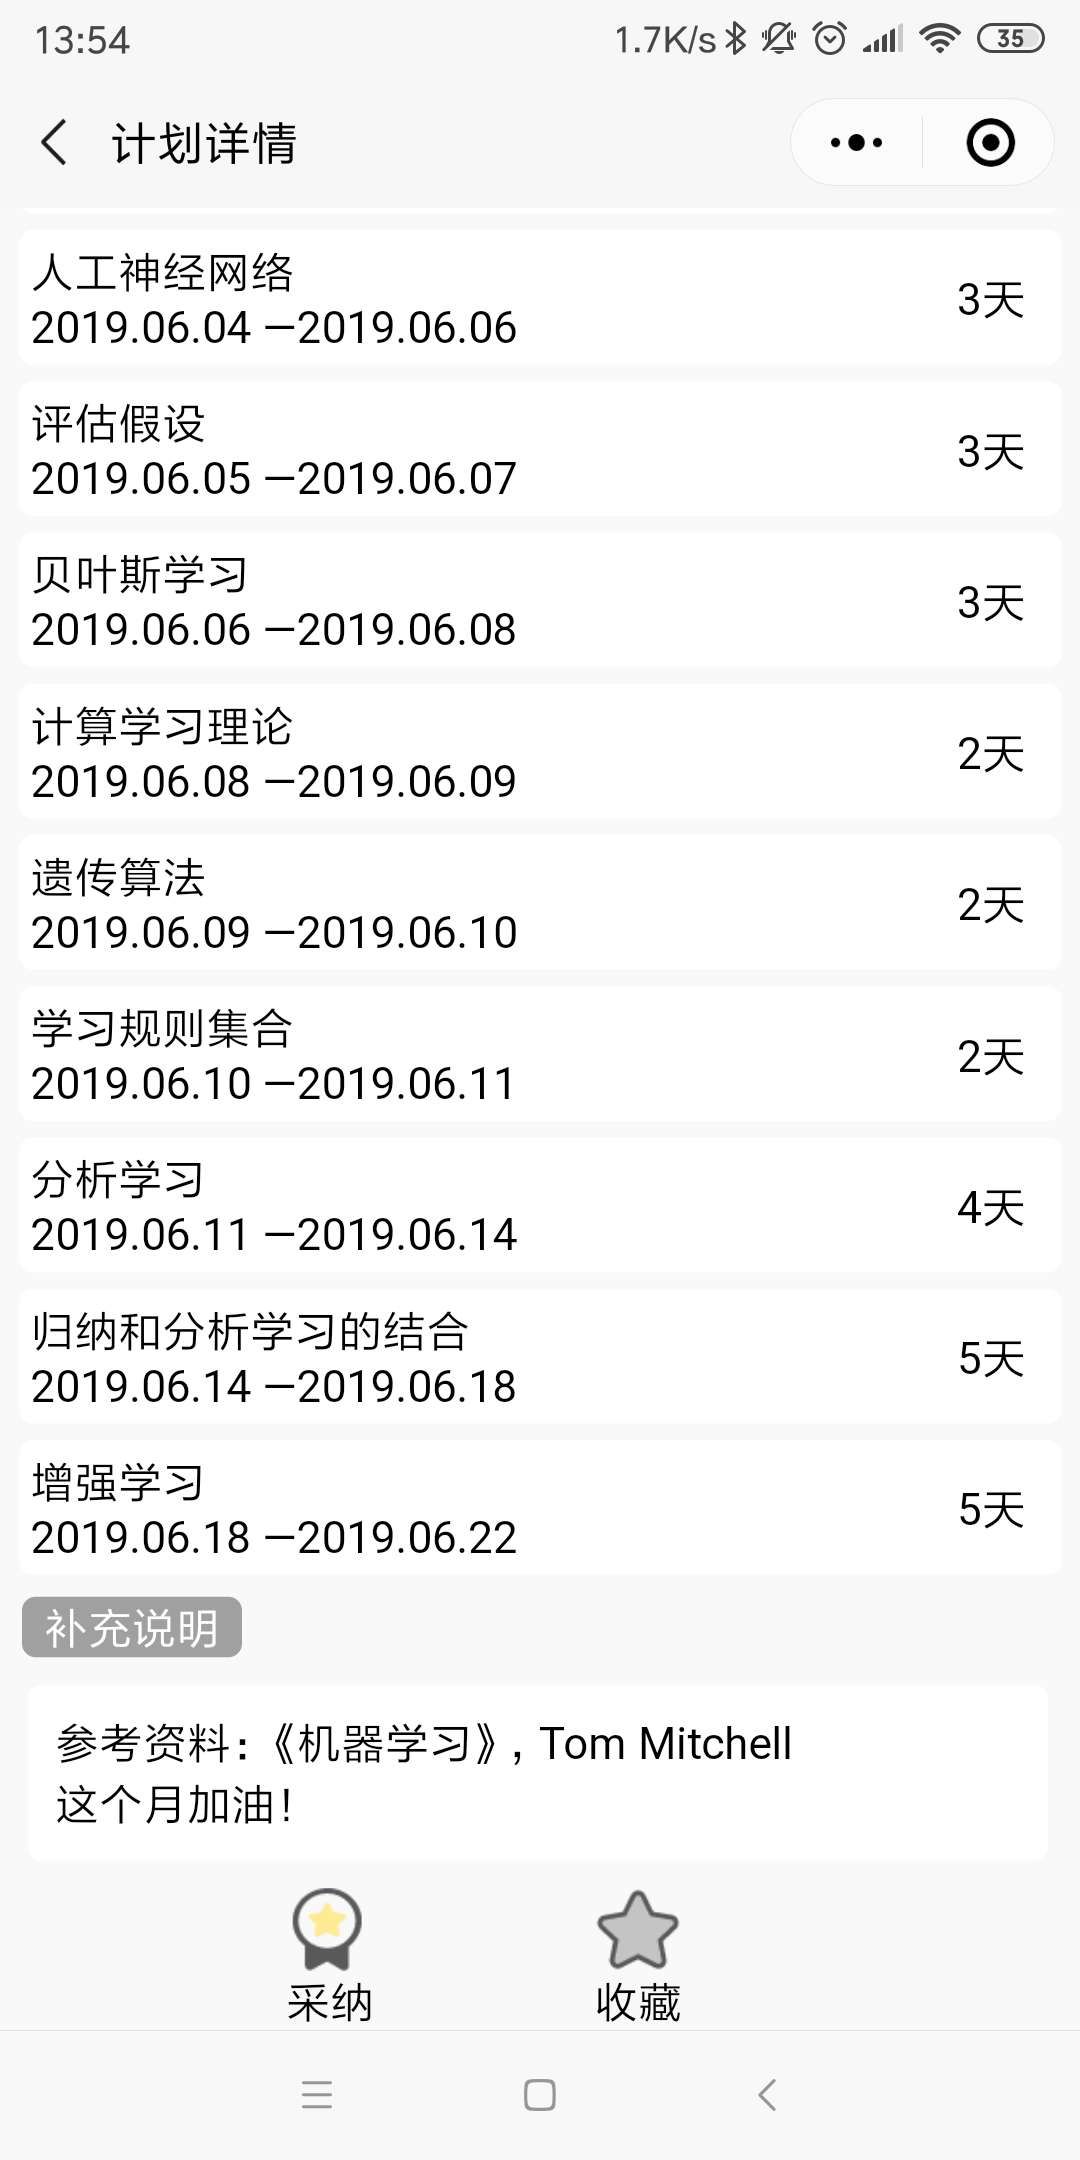 13:54
1.7K/s
35
计划详情
人工神经网络
2019.06.04 —2019.06.06
3天
评估假设
2019.06.05 —2019.06.07
3天
贝叶斯学习
2019.06.06 —2019.06.08
3天
计算学习理论
2019.06.08 —2019.06.09
2天
遗传算法
2019.06.09 —2019.06.10
2天
学习规则集合
2019.06.10 —2019.06.11
2天
分析学习
2019.06.11 —2019.06.14
4天
归纳和分析学习的结合
2019.06.14 —2019.06.18
5天
增强学习
2019.06.18 —2019.06.22
5天
补充说明
参考资料：《机器学习》，Tom Mitchell
这个月加油！
采纳
收藏